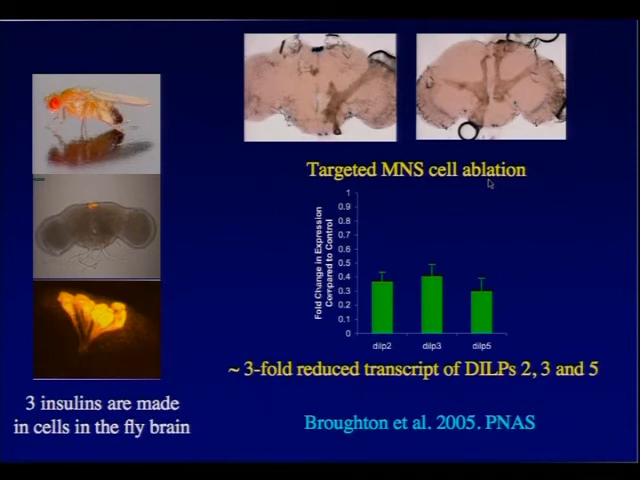 Targeted MNS cell ablation
Fold Change in Expression
Compared to Control
1
0.9
0.8
0.7
0.6
0.5
0.4
0.3
0.2
0.1
0
dilp2 dilp3 dilp5
~ 3-fold reduced transcript of DILPs 2, 3 and 5
3 insulins are made
in cells in the fly brain
Broughton et al. 2005. PNAS